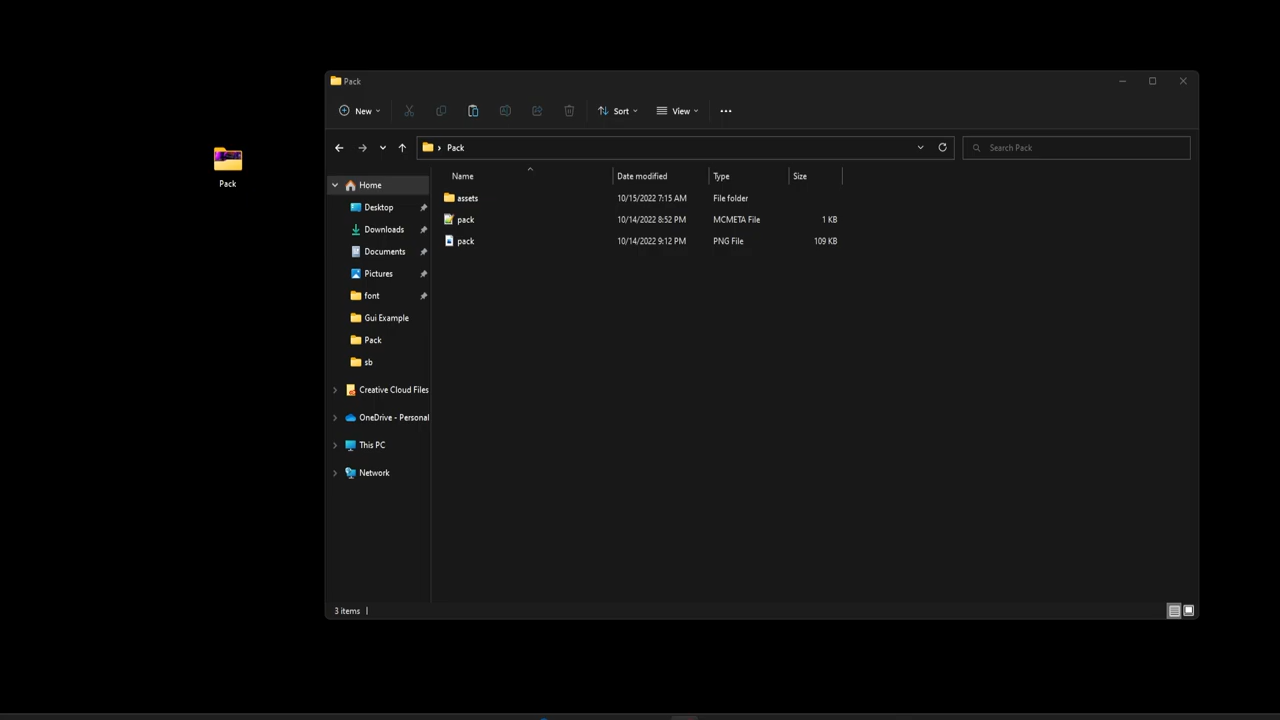 Pack
Pack
New
Sort
View
Pack
Search Pack
Name Date modified Type Size
assets 10/15/2022 7:15 AM File folder
pack 10/14/2022 8:52 PM MCMETA File 1 KB
pack 10/14/2022 9:12 PM PNG File 109 KB
Home
Desktop
Downloads
Documents
Pictures
font
Gui Example
Pack
sb
Creative Cloud Files
OneDrive - Personal
This PC
Network
3 items